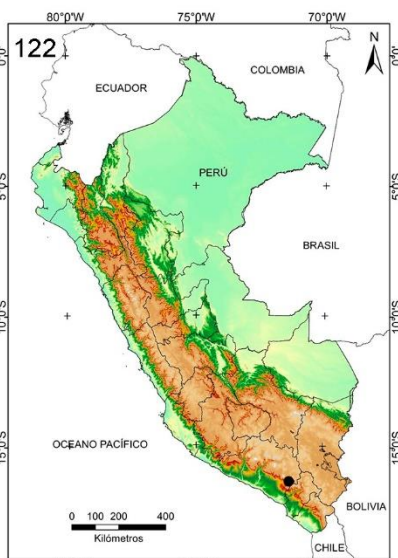 80°0'W 75°0'W 70°0'W
122
N
0°0'
0°0'
COLOMBIA
ECUADOR
PERÚ
5°0'S
5°0'S
BRASIL
10°0'S
10°0'S
OCEANO PACÍFICO
15°0'S
15°0'S
BOLIVIA
0 100 200 400
Kilómetros
CHILE